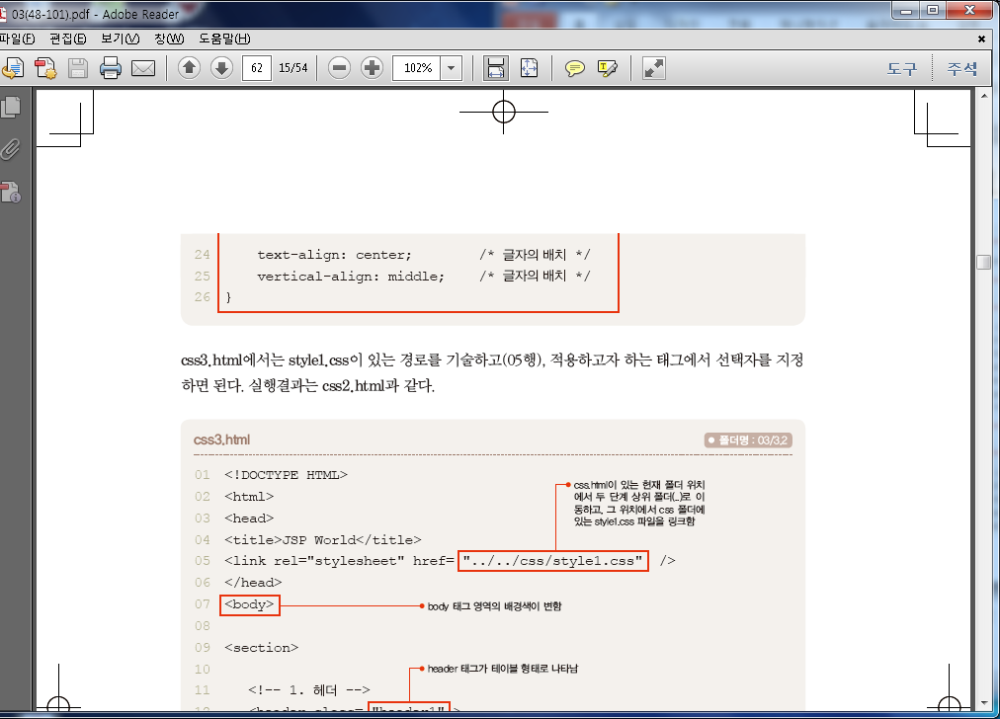 03(48-101).pdf - Adobe Reader
파일(F) 편집(E) 보기(V) 창(W) 도움말(H)
62 15/54 102% 도구 주석
24 text-align: center; /* 글자의 배치 */
25 vertical-align: middle; /* 글자의 배치 */
26 }
css3.html에서는 style1.css이 있는 경로를 기술하고(05행), 적용하고자 하는 태그에서 선택자를 지정
하면 된다. 실행결과는 css2.html과 같다.
css3.html
● 폴더명 : 03/3.2
01 <!DOCTYPE HTML>
02 <html>
03 <head>
04 <title>JSP World</title>
05 <link rel="stylesheet" href="../../css/style1.css" />
css.html이 있는 현재 폴더 위치
에서 두 단계 상위 폴더(..)로 이
동하고, 그 위치에서 css 폴더에
있는 style1.css 파일을 링크함
06 </head>
07 <body>
body 태그 영역의 배경색이 변함
08
09 <section>
10
header 태그가 테이블 형태로 나타남
11 <!-- 1. 헤더 -->
12 <header class="header1">